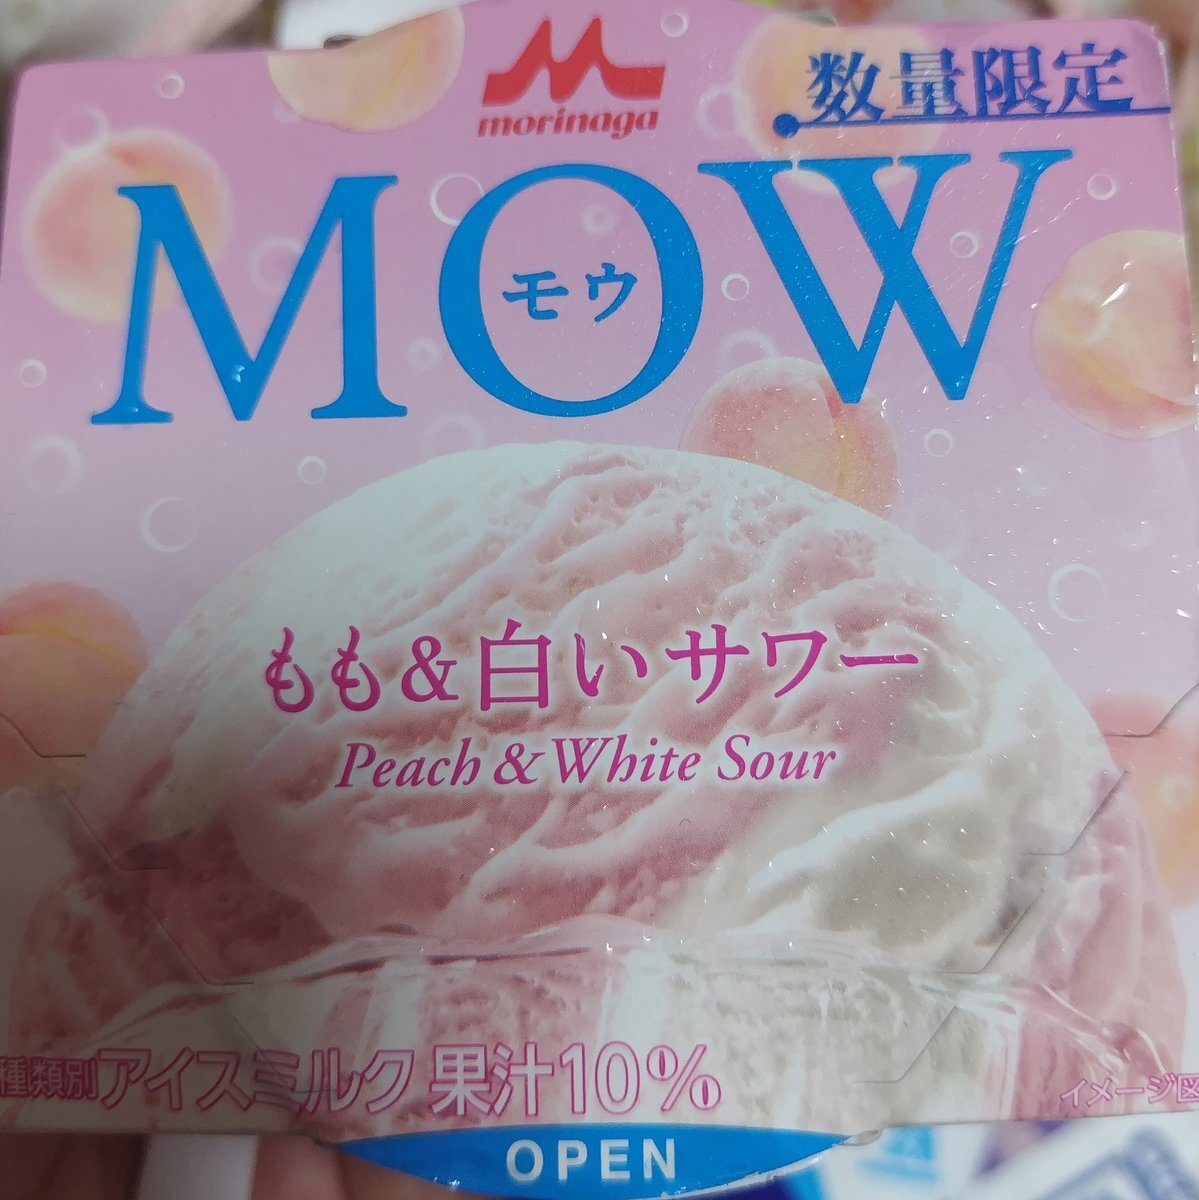 morinaga
数量限定
MOW
モウ
もも&白いサワー
Peach & White Sour
種類別アイスミルク 果汁10%
イメージ図
OPEN